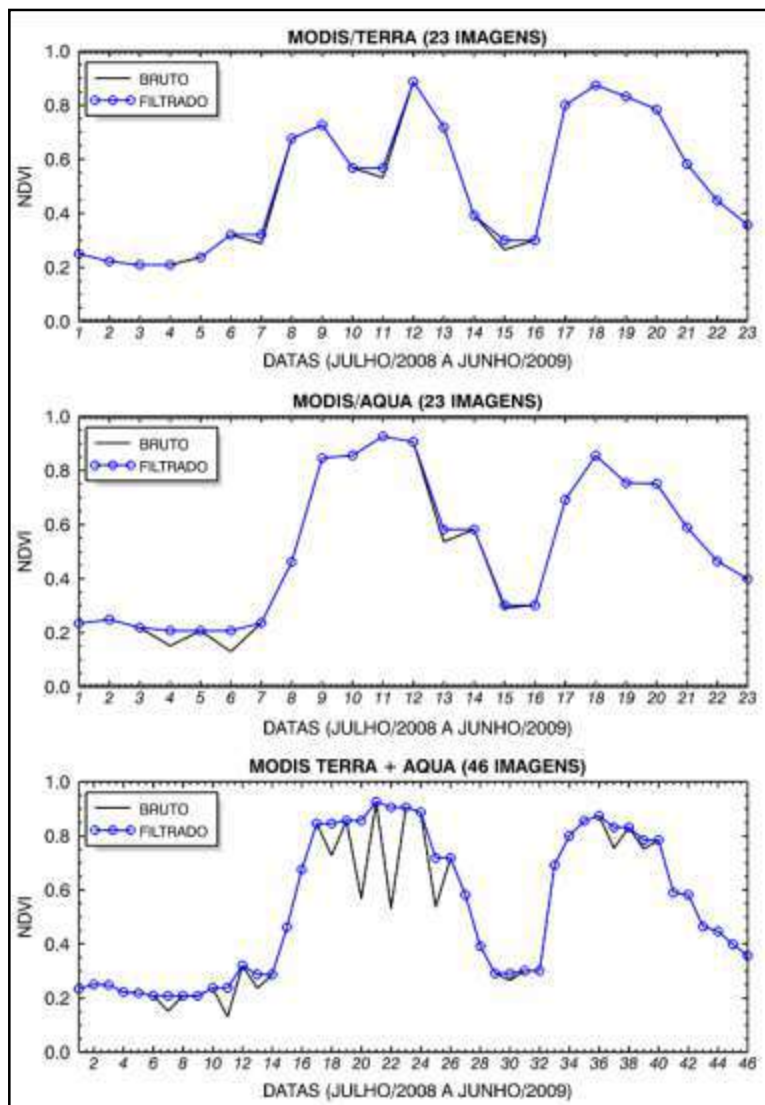 MODIS/TERRA (23 IMAGENS)
1.0
0.8
0.6
0.4
0.2
0.0
NDVI
BRUTO
FILTRADO
1 2 3 4 5 6 7 8 9 10 11 12 13 14 15 16 17 18 19 20 21 22 23
DATAS (JULHO/2008 A JUNHO/2009)
MODIS/AQUA (23 IMAGENS)
1.0
0.8
0.6
0.4
0.2
0.0
NDVI
BRUTO
FILTRADO
1 2 3 4 5 6 7 8 9 10 11 12 13 14 15 16 17 18 19 20 21 22 23
DATAS (JULHO/2008 A JUNHO/2009)
MODIS TERRA + AQUA (46 IMAGENS)
1.0
0.8
0.6
0.4
0.2
0.0
NDVI
BRUTO
FILTRADO
2 4 6 8 10 12 14 16 18 20 22 24 26 28 30 32 34 36 38 40 42 44 46
DATAS (JULHO/2008 A JUNHO/2009)